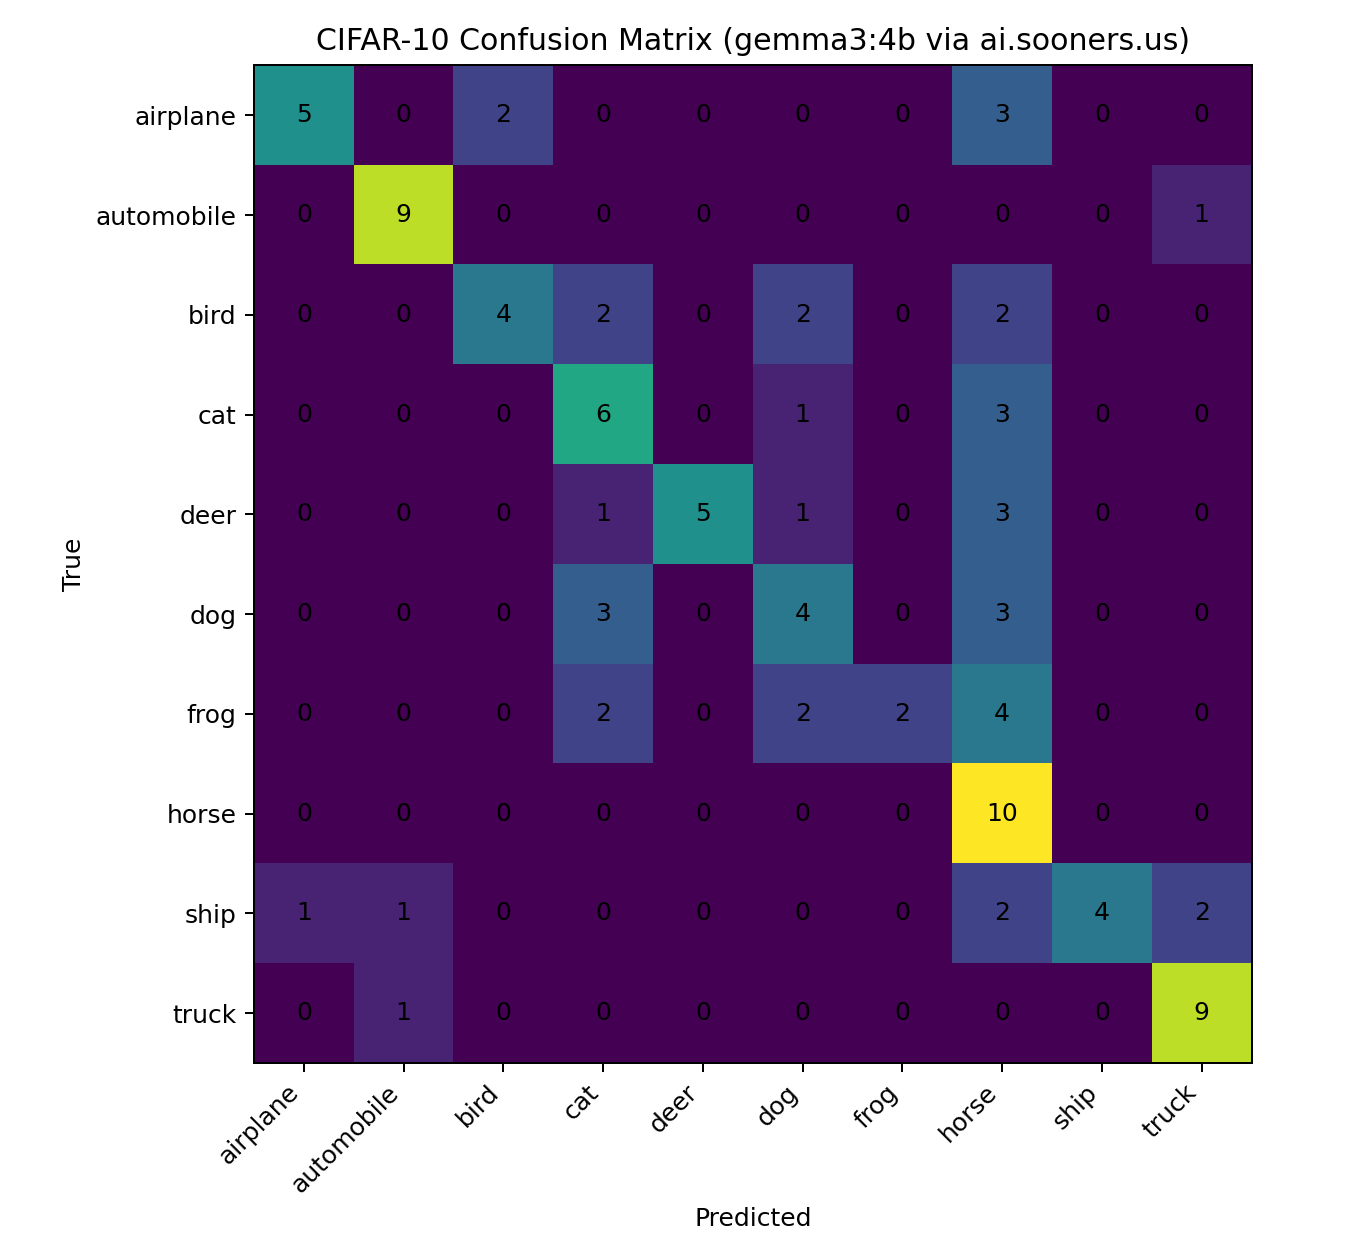 CIFAR-10 Confusion Matrix (gemma3:4b via ai.sooners.us)
airplane 5 0 2 0 0 0 0 3 0 0
automobile 0 9 0 0 0 0 0 0 0 1
bird 0 0 4 2 0 2 0 2 0 0
cat 0 0 0 6 0 1 0 3 0 0
deer 0 0 0 1 5 1 0 3 0 0
True
dog 0 0 0 3 0 4 0 3 0 0
frog 0 0 0 2 0 2 2 4 0 0
horse 0 0 0 0 0 0 0 10 0 0
ship 1 1 0 0 0 0 0 2 4 2
truck 0 1 0 0 0 0 0 0 0 9
airplane automobile bird cat deer dog frog horse ship truck
Predicted